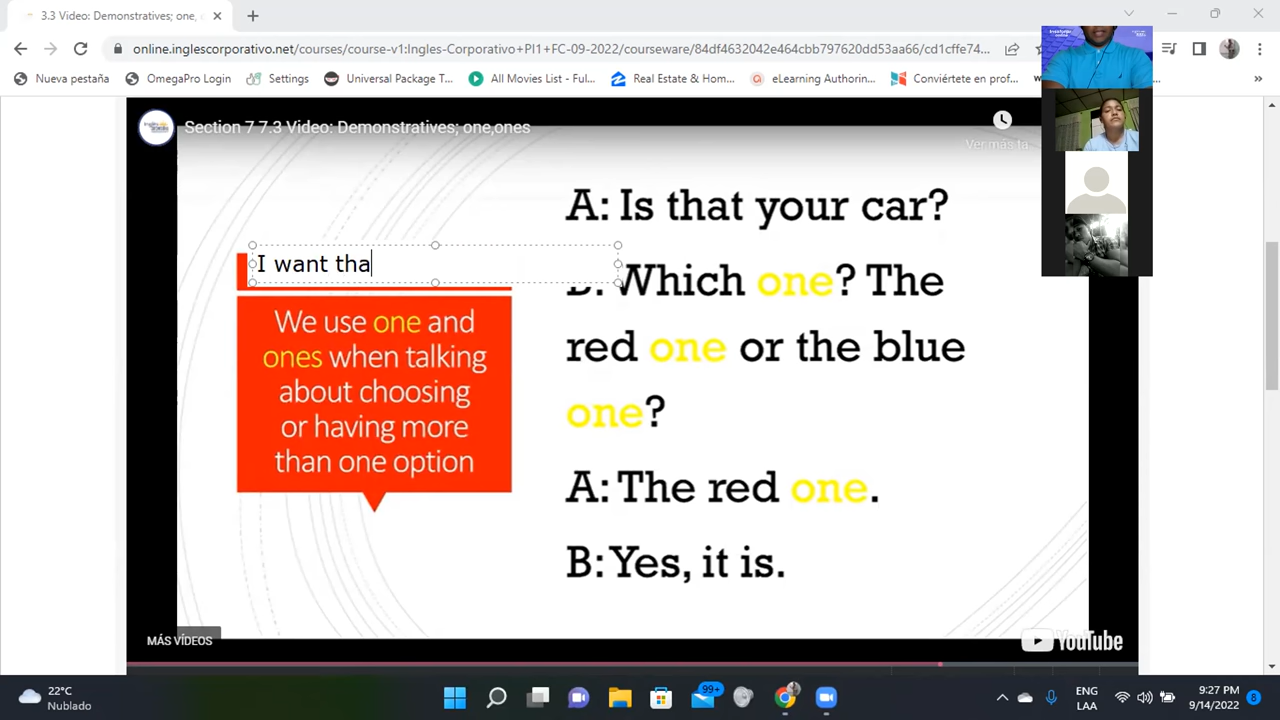 3.3 Video: Demonstratives; one,
online.inglescorporativo.net/courses/course-v1:Ingles-Corporativo+PI1+FC-09-2022/courseware/84df4632042e4
Nueva pestaña
OmegaPro Login
Settings
Universal Package T...
All Movies List - Ful...
Real Estate & Hom...
eLearning Authorin...
Conviértete en prof...
»
Section 7 7.3 Video: Demonstratives; one,ones
Ver más ta
I want tha
We use one and
ones when talking
about choosing
or having more
than one option
A: Is that your car?
B: Which one? The
red one or the blue
one?
A: The red one.
B: Yes, it is.
MÁS VÍDEOS
YouTube
22°C
Nublado
99+
ENG
LAA
9:27 PM
9/14/2022
8